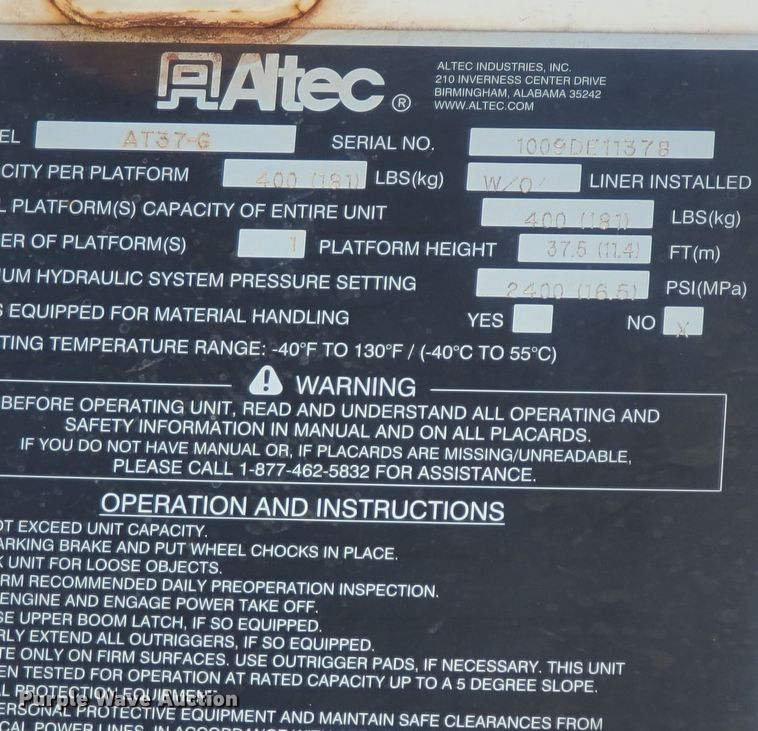 Altec ®
ALTEC INDUSTRIES, INC.
210 INVERNESS CENTER DRIVE
BIRMINGHAM, ALABAMA 35242
WWW.ALTEC.COM
EL AT37-G SERIAL NO. 1009DE11378
CITY PER PLATFORM 400 (181) LBS(kg) W/O LINER INSTALLED
L PLATFORM(S) CAPACITY OF ENTIRE UNIT 400 (181) LBS(kg)
ER OF PLATFORM(S) 1 PLATFORM HEIGHT 37.5 (11.4) FT(m)
UM HYDRAULIC SYSTEM PRESSURE SETTING 2400 (16.5) PSI(MPa)
S EQUIPPED FOR MATERIAL HANDLING YES NO X
TING TEMPERATURE RANGE: -40°F TO 130°F / (-40°C TO 55°C)
WARNING
BEFORE OPERATING UNIT, READ AND UNDERSTAND ALL OPERATING AND
SAFETY INFORMATION IN MANUAL AND ON ALL PLACARDS.
IF YOU DO NOT HAVE MANUAL OR, IF PLACARDS ARE MISSING/UNREADABLE,
PLEASE CALL 1-877-462-5832 FOR ASSISTANCE.
OPERATION AND INSTRUCTIONS
OT EXCEED UNIT CAPACITY.
ARKING BRAKE AND PUT WHEEL CHOCKS IN PLACE.
K UNIT FOR LOOSE OBJECTS.
RM RECOMMENDED DAILY PREOPERATION INSPECTION.
ENGINE AND ENGAGE POWER TAKE OFF.
SE UPPER BOOM LATCH, IF SO EQUIPPED.
RLY EXTEND ALL OUTRIGGERS, IF SO EQUIPPED.
TE ONLY ON FIRM SURFACES. USE OUTRIGGER PADS, IF NECESSARY. THIS UNIT
EN TESTED FOR OPERATION AT RATED CAPACITY UP TO A 5 DEGREE SLOPE.
L PROTECTION EQUIPMENT
Purple Wave Auction
ERSONAL PROTECTIVE EQUIPMENT AND MAINTAIN SAFE CLEARANCES FROM
CAL POWER LINES, IN ACCORDANCE